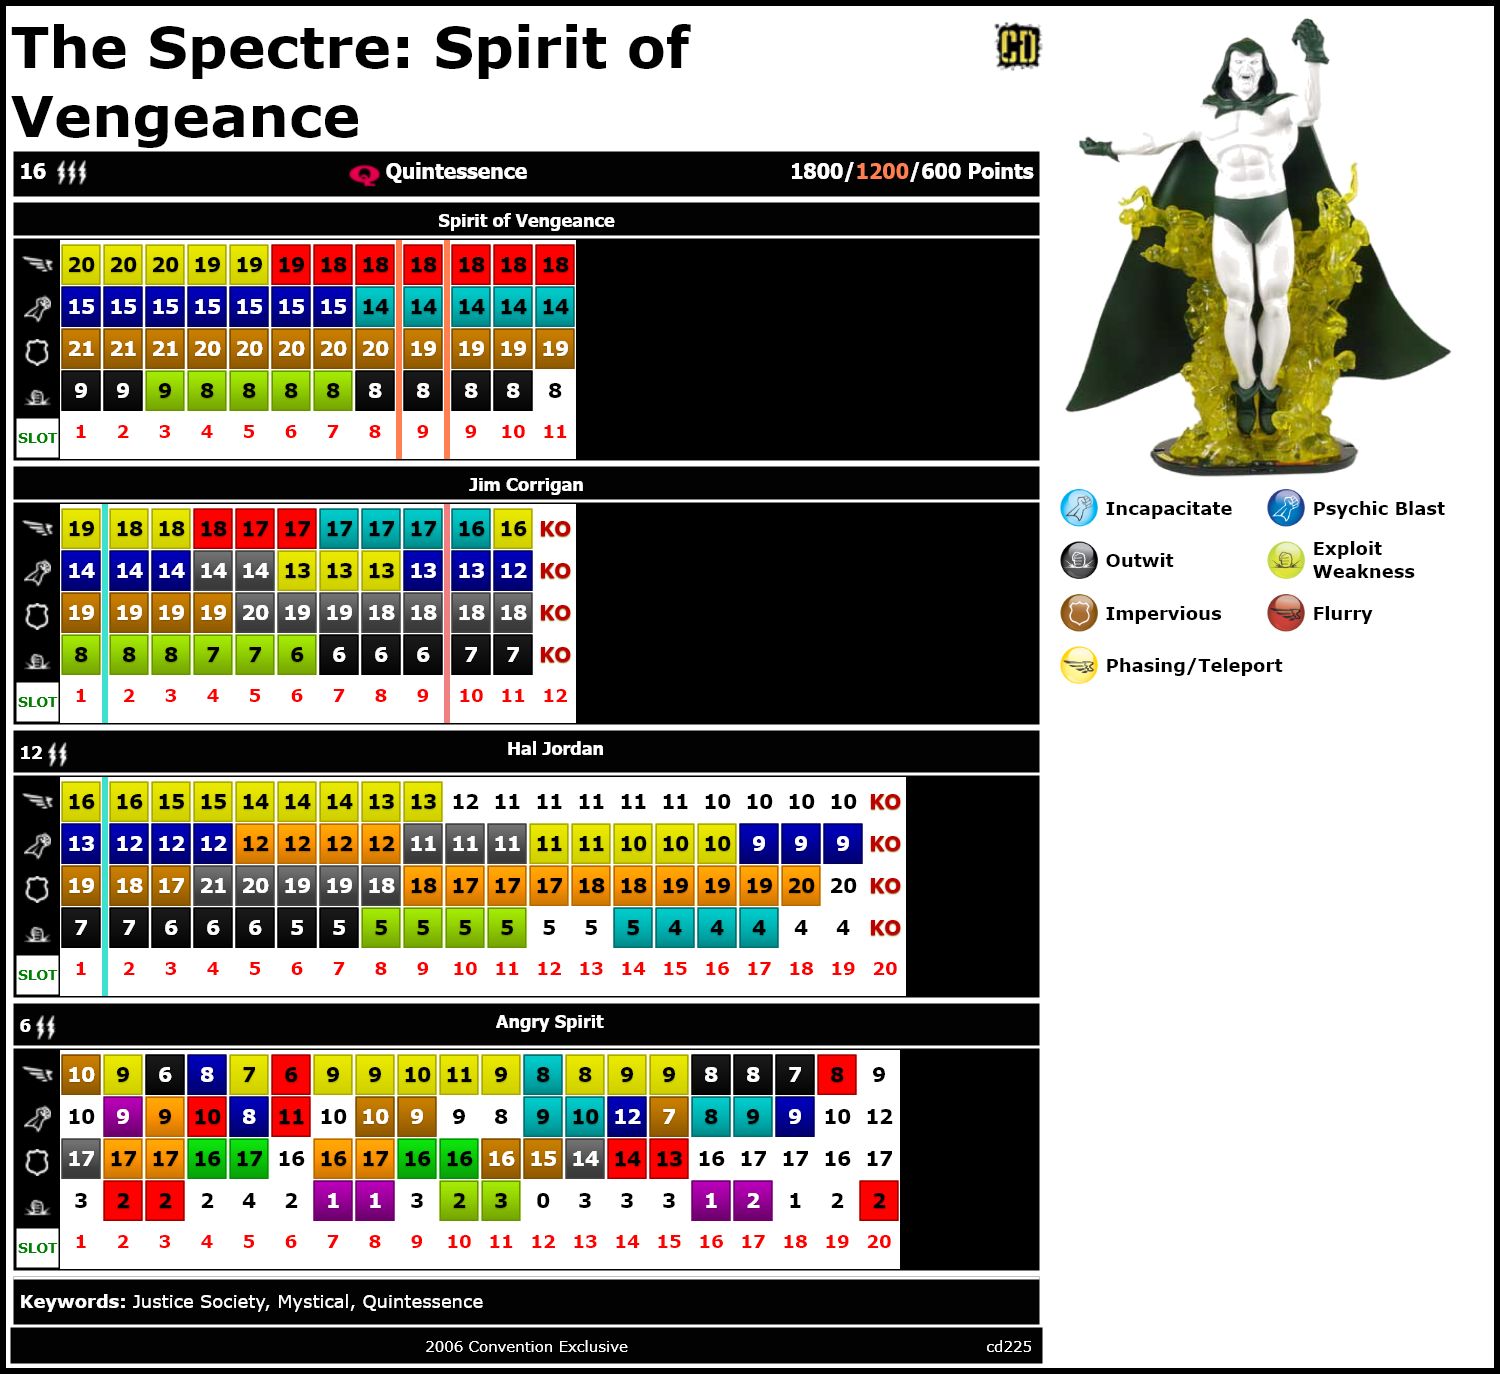 The Spectre: Spirit of
Vengeance
CD
16 Q Quintessence 1800/1200/600 Points
Spirit of Vengeance
20 20 20 19 19 19 18 18 18 18 18 18
15 15 15 15 15 15 15 14 14 14 14 14
21 21 21 20 20 20 20 20 19 19 19 19
9 9 9 8 8 8 8 8 8 8 8 8
SLOT 1 2 3 4 5 6 7 8 9 9 10 11
Jim Corrigan
19 18 18 18 17 17 17 17 17 16 16 KO
14 14 14 14 14 13 13 13 13 13 12 KO
19 19 19 19 20 19 19 18 18 18 18 KO
8 8 8 7 7 6 6 6 6 7 7 KO
SLOT 1 2 3 4 5 6 7 8 9 10 11 12
12 Hal Jordan
16 16 15 15 14 14 14 13 13 12 11 11 11 11 11 10 10 10 10 KO
13 12 12 12 12 12 12 12 11 11 11 11 11 10 10 10 9 9 9 KO
19 18 17 21 20 19 19 18 18 17 17 17 18 18 19 19 19 20 20 KO
7 7 6 6 6 5 5 5 5 5 5 5 5 5 4 4 4 4 4 KO
SLOT 1 2 3 4 5 6 7 8 9 10 11 12 13 14 15 16 17 18 19 20
6 Angry Spirit
10 9 6 8 7 6 9 9 10 11 9 8 8 9 9 8 8 7 8 9
10 9 9 10 8 11 10 10 9 9 8 9 10 12 7 8 9 9 10 12
17 17 17 16 17 16 16 17 16 16 16 15 14 14 13 16 17 17 16 17
3 2 2 2 4 2 1 1 3 2 3 0 3 3 3 1 2 1 2 2
SLOT 1 2 3 4 5 6 7 8 9 10 11 12 13 14 15 16 17 18 19 20
Keywords: Justice Society, Mystical, Quintessence
2006 Convention Exclusive cd225
Incapacitate Psychic Blast
Outwit Exploit
Weakness
Impervious Flurry
Phasing/Teleport